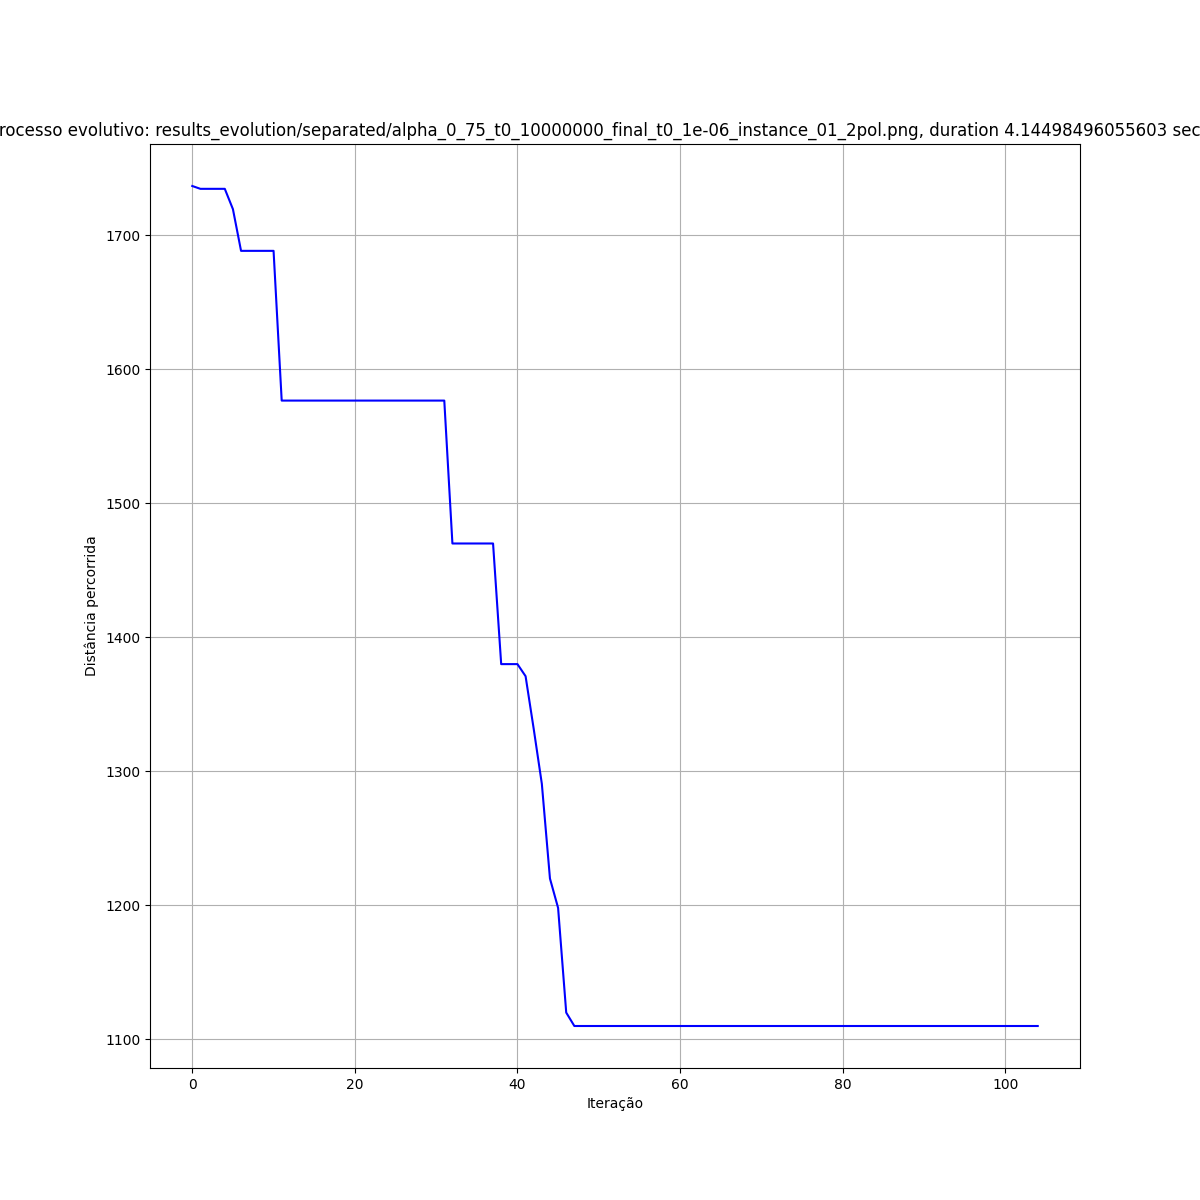 rocesso evolutivo: results_evolution/separated/alpha_0_75_t0_10000000_final_t0_1e-06_instance_01_2pol.png, duration 4.14498496055603 sec
1700
1600
1500
1400
1300
1200
1100
Distância percorrida
0 20 40 60 80 100
Iteração